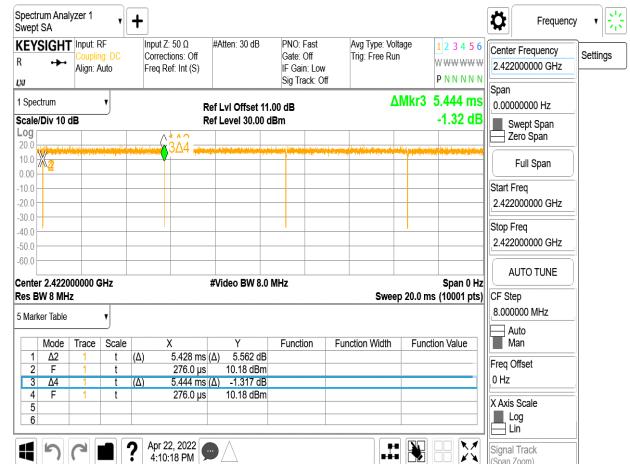 Spectrum Analyzer 1
Swept SA
Frequency
KEYSIGHT Input: RF Input Z: 50 Ω #Atten: 30 dB PNO: Fast Avg Type: Voltage 1 2 3 4 5 6
R Coupling: DC Corrections: Off Gate: Off Trig: Free Run W W W W W W
Align: Auto Freq Ref: Int (S) IF Gain: Low
Sig Track: Off P N N N N N
LXI
1 Spectrum
Ref Lvl Offset 11.00 dB ΔMkr3 5.444 ms
Scale/Div 10 dB Ref Level 30.00 dBm -1.32 dB
Log
20.0
10.00
0.00
-10.0
-20.0
-30.0
-40.0
-50.0
-60.0
3Δ4
Center 2.422000000 GHz #Video BW 8.0 MHz Span 0 Hz
Res BW 8 MHz Sweep 20.0 ms (10001 pts)
5 Marker Table
Mode Trace Scale X Y Function Function Width Function Value
1 Δ2 1 t (Δ) 5.428 ms (Δ) 5.562 dB
2 F 1 t 276.0 µs 10.18 dBm
3 Δ4 1 t (Δ) 5.444 ms (Δ) -1.317 dB
4 F 1 t 276.0 µs 10.18 dBm
5
6
? Apr 22, 2022
4:10:18 PM
Center Frequency
2.422000000 GHz
Settings
Span
0.00000000 Hz
Swept Span
Zero Span
Full Span
Start Freq
2.422000000 GHz
Stop Freq
2.422000000 GHz
AUTO TUNE
CF Step
8.000000 MHz
Auto
Man
Freq Offset
0 Hz
X Axis Scale
Log
Lin
Signal Track
(Span Zoom)